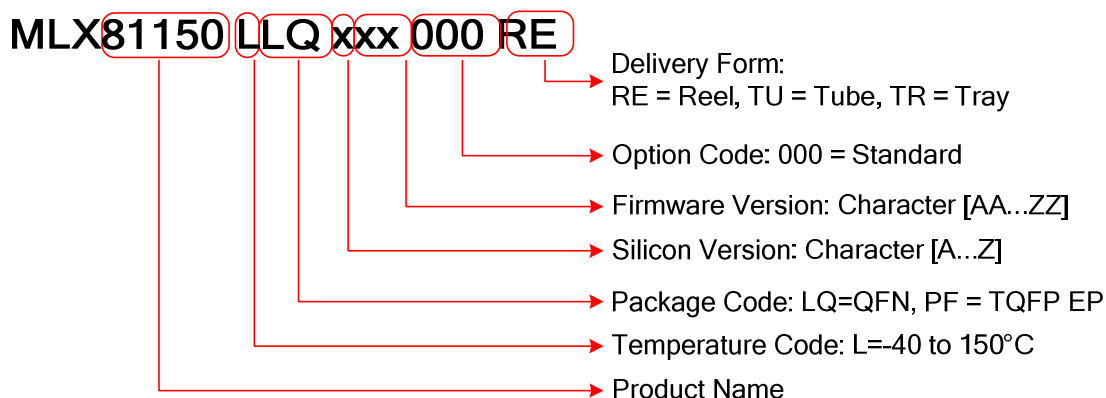 MLX81150 LLQ xxx 000 RE
Delivery Form:
RE = Reel, TU = Tube, TR = Tray
Option Code: 000 = Standard
Firmware Version: Character [AA...ZZ]
Silicon Version: Character [A...Z]
Package Code: LQ=QFN, PF = TQFP EP
Temperature Code: L=-40 to 150°C
Product Name